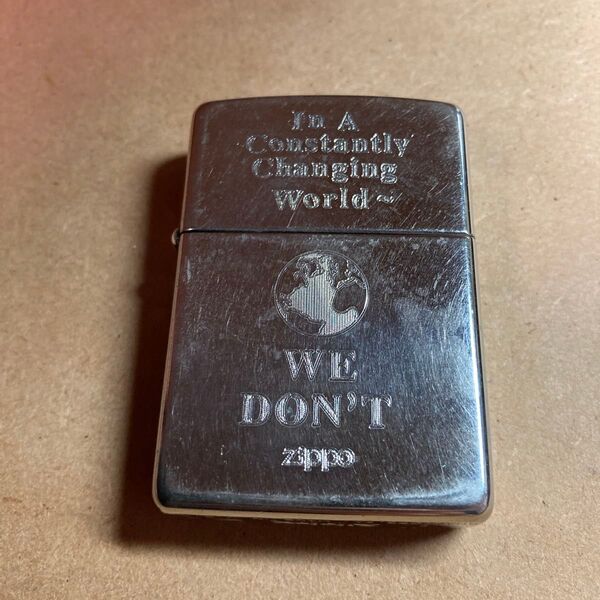 In A
Constantly
Changing
World~
WE
DON'T
zippo